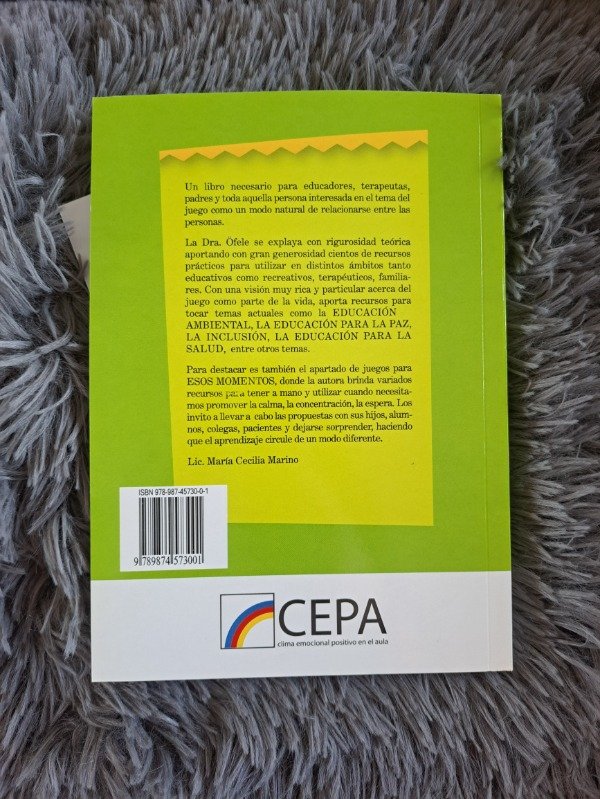 Un libro necesario para educadores, terapeutas,
padres y toda aquella persona interesada en el tema del
juego como un modo natural de relacionarse entre las
personas.
La Dra. Öfele se explaya con rigurosidad teórica
aportando con gran generosidad cientos de recursos
prácticos para utilizar en distintos ámbitos tanto
educativos como recreativos, terapéuticos, familia-
res. Con una visión muy rica y particular acerca del
juego como parte de la vida, aporta recursos para
tocar temas actuales como la EDUCACIÓN
AMBIENTAL, LA EDUCACIÓN PARA LA PAZ,
LA INCLUSIÓN, LA EDUCACIÓN PARA LA
SALUD, entre otros temas.
Para destacar es también el apartado de juegos para
ESOS MOMENTOS, donde la autora brinda variados
recursos para tener a mano y utilizar cuando necesita-
mos promover la calma, la concentración, la espera. Los
invito a llevar a cabo las propuestas con sus hijos, alum-
nos, colegas, pacientes y dejarse sorprender, haciendo
que el aprendizaje circule de un modo diferente.
Lic. María Cecilia Marino
ISBN 978-987-45730-0-1
9 789874 573001
CEPA
clima emocional positivo en el aula